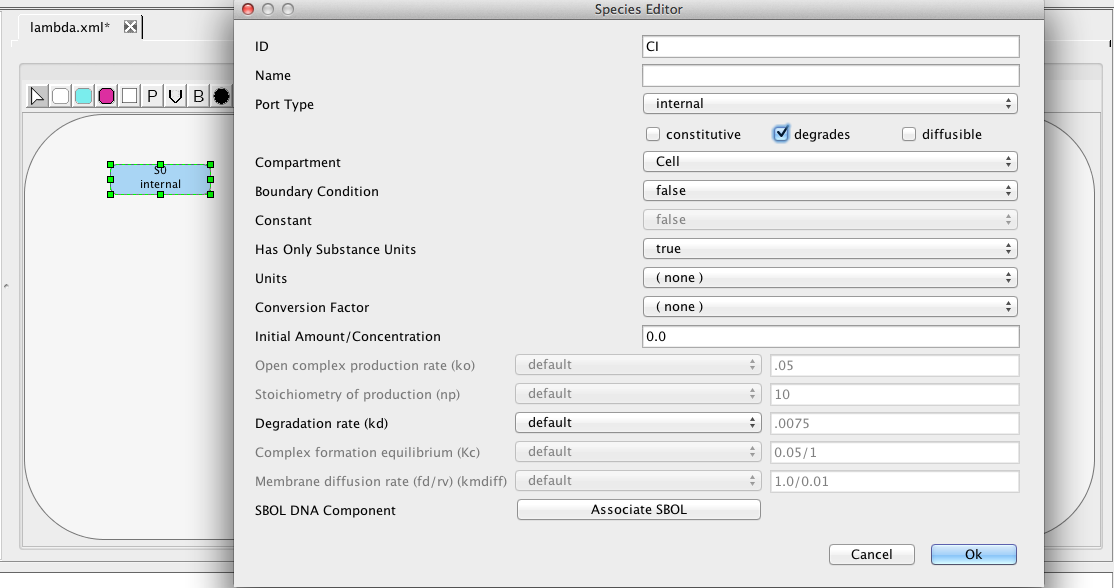 Species Editor
lambda.xml*
ID CI
Name
P V B
Port Type internal
constitutive degrades diffusible
S0
internal
Compartment Cell
Boundary Condition false
Constant false
Has Only Substance Units true
Units ( none )
Conversion Factor ( none )
Initial Amount/Concentration 0.0
Open complex production rate (ko) default .05
Stoichiometry of production (np) default 10
Degradation rate (kd) default .0075
Complex formation equilibrium (Kc) default 0.05/1
Membrane diffusion rate (fd/rv) (kmdiff) default 1.0/0.01
SBOL DNA Component Associate SBOL
Cancel Ok